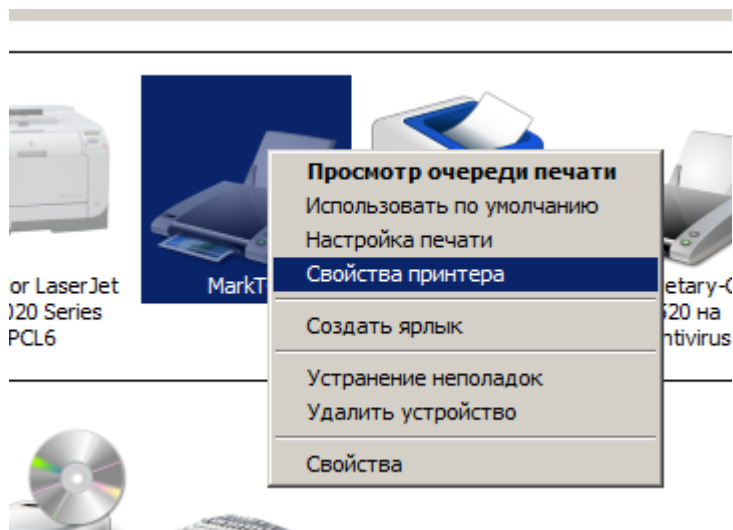 Просмотр очереди печати
Использовать по умолчанию
Настройка печати
Свойства принтера
Создать ярлык
Устранение неполадок
Удалить устройство
Свойства
or LaserJet
020 Series
PCL6
MarkT
etary-
520 на
ntivirus